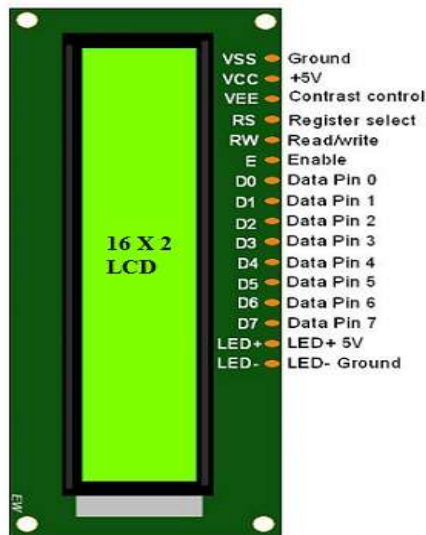 VSS Ground
VCC +5V
VEE Contrast control
RS Register select
RW Read/write
E Enable
D0 Data Pin 0
D1 Data Pin 1
D2 Data Pin 2
D3 Data Pin 3
D4 Data Pin 4
D5 Data Pin 5
D6 Data Pin 6
D7 Data Pin 7
LED+ LED+ 5V
LED- LED- Ground
16 X 2
LCD
EW